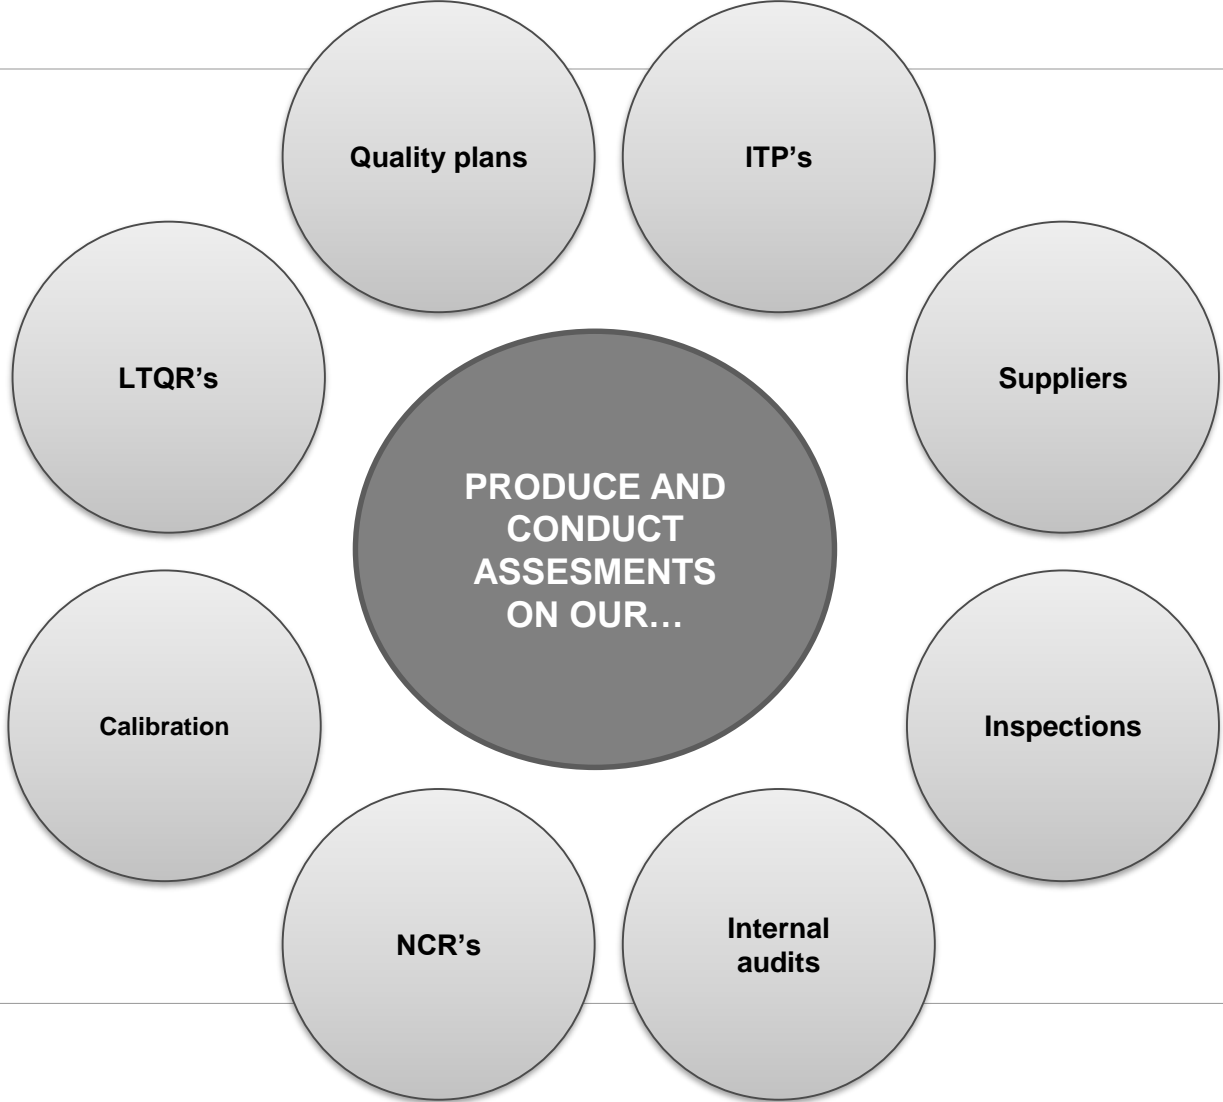 Quality plans
ITP’s
LTQR’s
Suppliers
PRODUCE AND
CONDUCT
ASSESMENTS
ON OUR…
Calibration
Inspections
NCR’s
Internal
audits